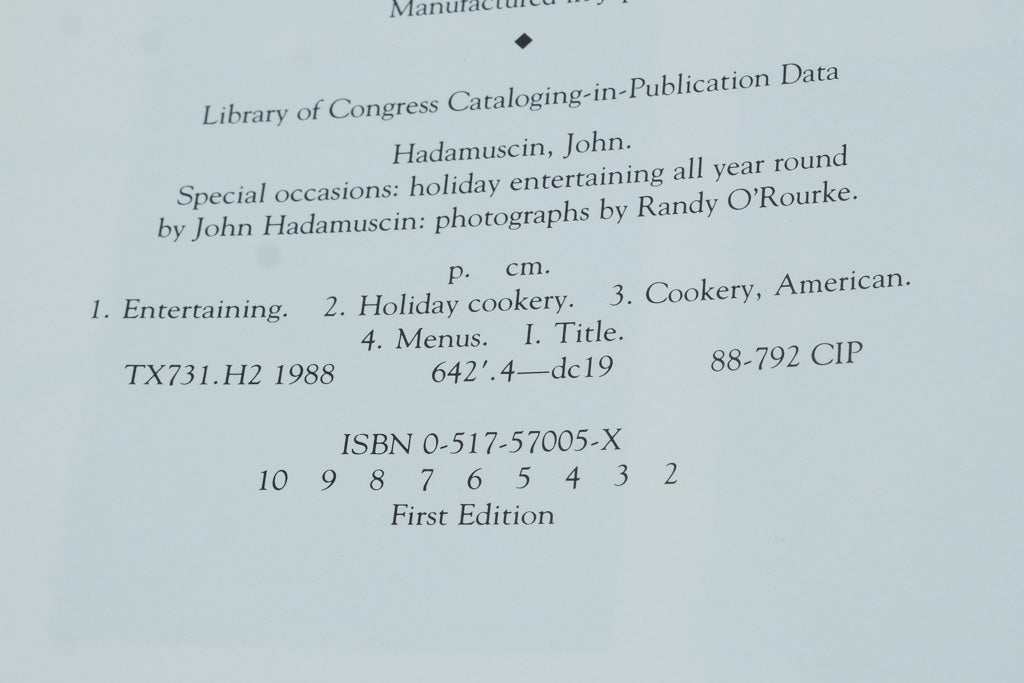 Manufactured in
Library of Congress Cataloging-in-Publication Data
Hadamuscin, John.
Special occasions: holiday entertaining all year round
by John Hadamuscin: photographs by Randy O'Rourke.
p. cm.
1. Entertaining. 2. Holiday cookery. 3. Cookery, American.
4. Menus. I. Title.
TX731.H2 1988 642'.4—dc19 88-792 CIP
ISBN 0-517-57005-X
10 9 8 7 6 5 4 3 2
First Edition